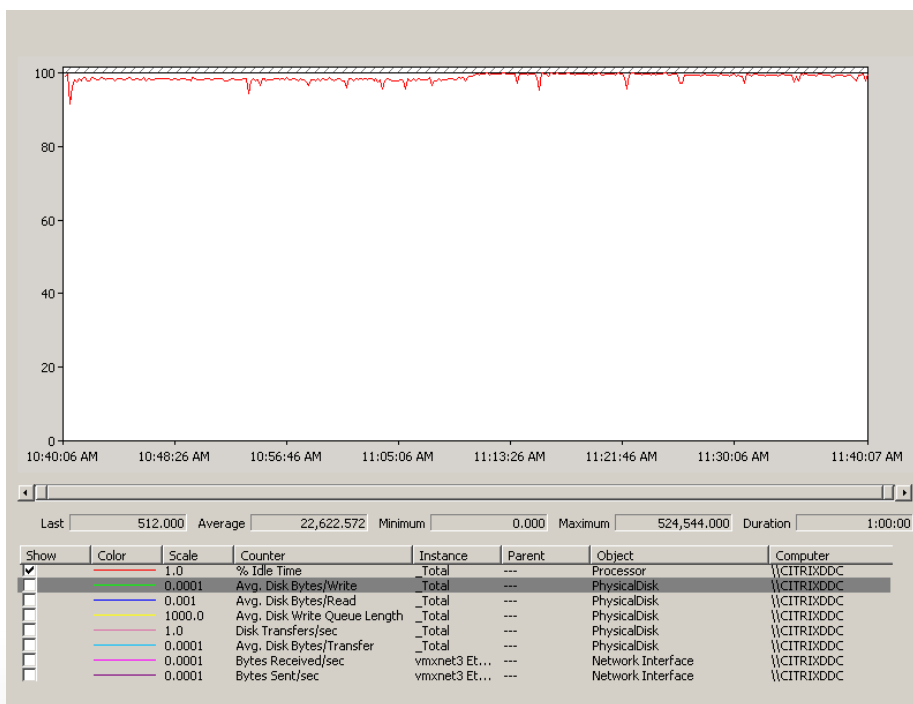 100
80
60
40
20
0
10:40:06 AM 10:48:26 AM 10:56:46 AM 11:05:06 AM 11:13:26 AM 11:21:46 AM 11:30:06 AM 11:40:07 AM
Last 512.000 Average 22,622.572 Minimum 0.000 Maximum 524,544.000 Duration 1:00:00
Show Color Scale Counter Instance Parent Object Computer
1.0 % Idle Time _Total --- Processor \\CITRIXDDC
0.0001 Avg. Disk Bytes/Write _Total --- PhysicalDisk \\CITRIXDDC
0.001 Avg. Disk Bytes/Read _Total --- PhysicalDisk \\CITRIXDDC
1000.0 Avg. Disk Write Queue Length _Total --- PhysicalDisk \\CITRIXDDC
1.0 Disk Transfers/sec _Total --- PhysicalDisk \\CITRIXDDC
0.0001 Avg. Disk Bytes/Transfer _Total --- PhysicalDisk \\CITRIXDDC
0.0001 Bytes Received/sec vmxnet3 Et... --- Network Interface \\CITRIXDDC
0.0001 Bytes Sent/sec vmxnet3 Et... --- Network Interface \\CITRIXDDC